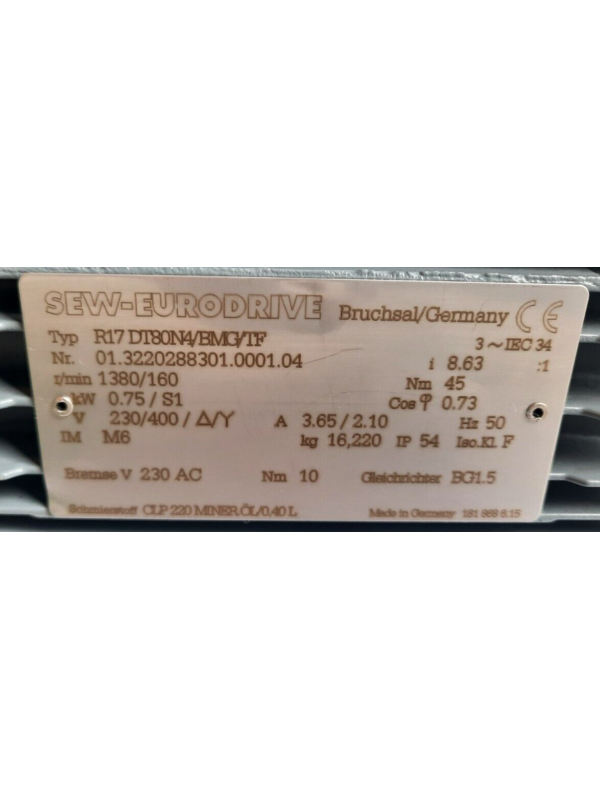 SEW-EURODRIVE Bruchsal/Germany CE
Typ R17 DT80N4/BMG/TF 3~IEC 34
Nr. 01.3220288301.0001.04 i 8.63 :1
r/min 1380/160 Nm 45
kW 0.75 / S1 Cos φ 0.73
V 230/400 / Δ/Y A 3.65 / 2.10 Hz 50
IM M6 kg 16,220 IP 54 Iso.Kl. F
Bremse V 230 AC Nm 10 Gleichrichter BG1.5
Schmierstoff CLP 220 MINER.ÖL/0,40 L Made in Germany 181 868 6.15